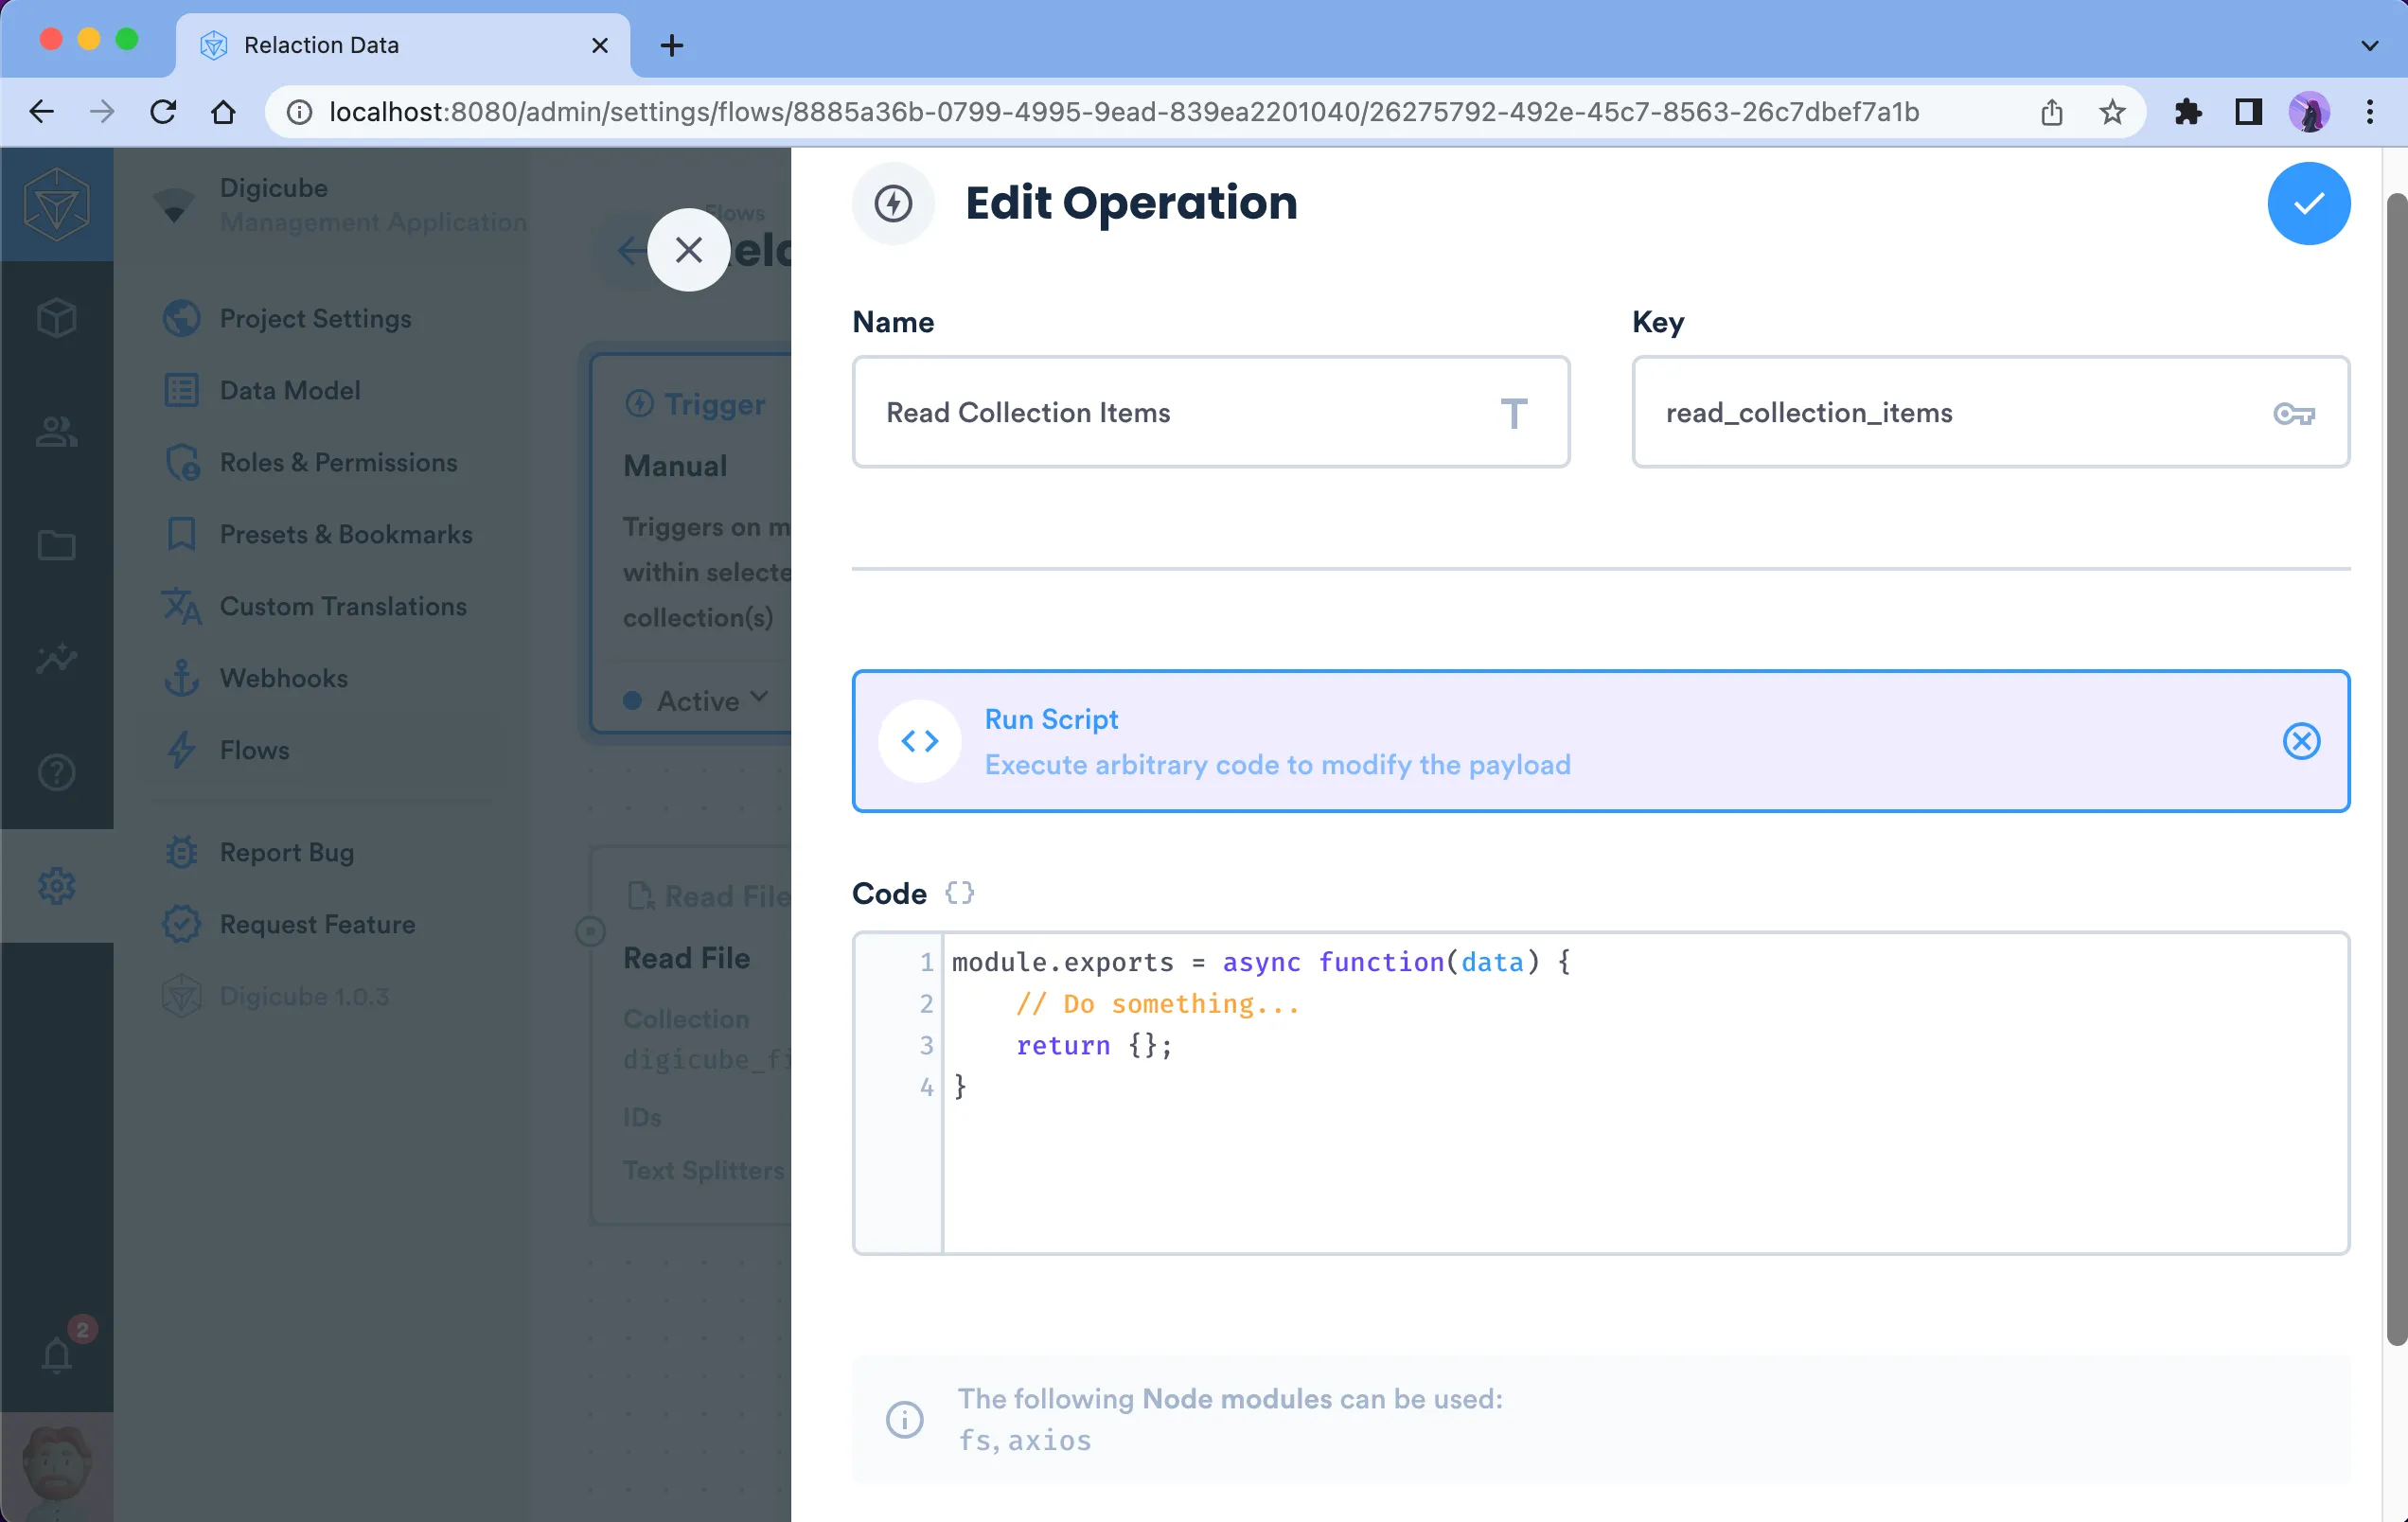 Relaction Data
localhost:8080/admin/settings/flows/8885a36b-0799-4995-9ead-839ea2201040/26275792-492e-45c7-8563-26c7dbef7a1b
Digicube
Management Application
Project Settings
Data Model
Roles & Permissions
Presets & Bookmarks
Custom Translations
Webhooks
Flows
Report Bug
Request Feature
Digicube 1.0.3
2
Flows
Trigger
Manual
Triggers on
within
collection(s)
Active
Read File
Read File
Collection
IDs
Text Splitters
Edit Operation
Name
Key
Read Collection Items
read_collection_items
Run Script
Execute arbitrary code to modify the payload
Code {}
1 module.exports = async function(data) {
2 // Do something...
3 return {};
4 }
The following Node modules can be used:
fs, axios